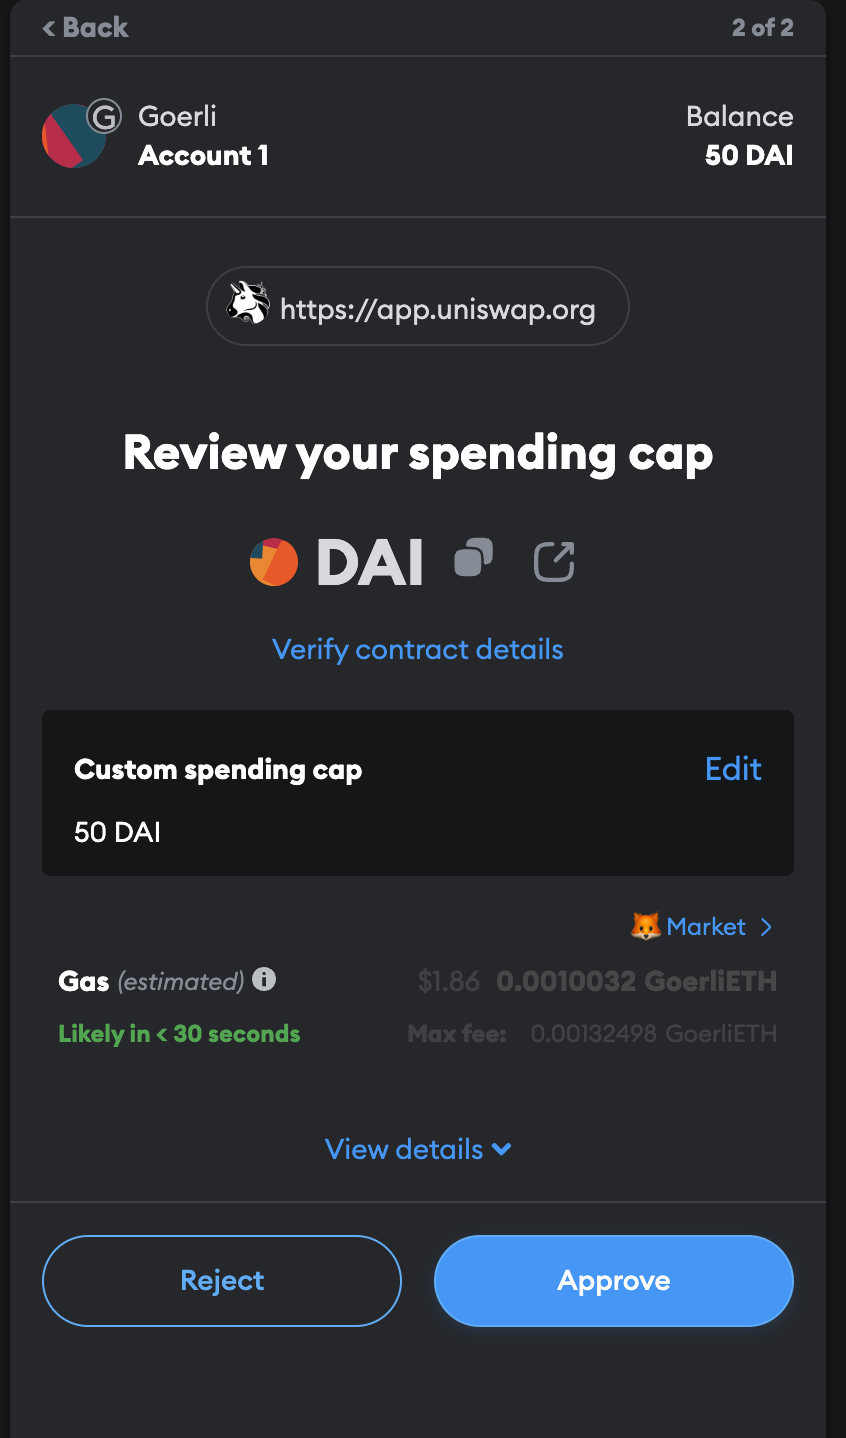 < Back 2 of 2
G Goerli Balance
Account 1 50 DAI
https://app.uniswap.org
Review your spending cap
DAI
Verify contract details
Custom spending cap Edit
50 DAI
Market >
Gas (estimated) $1.86 0.0010032 GoerliETH
Likely in < 30 seconds Max fee: 0.00132498 GoerliETH
View details
Reject Approve